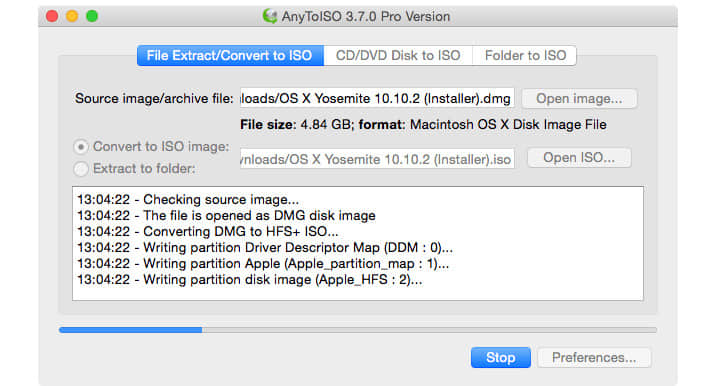 AnyToISO 3.7.0 Pro Version
File Extract/Convert to ISO CD/DVD Disk to ISO Folder to ISO
Source image/archive file: loads/OS X Yosemite 10.10.2 (Installer).dmg Open image...
File size: 4.84 GB; format: Macintosh OS X Disk Image File
Convert to ISO image:
Extract to folder: nloads/OS X Yosemite 10.10.2 (Installer).iso Open ISO...
13:04:22 - Checking source image...
13:04:22 - The file is opened as DMG disk image
13:04:22 - Converting DMG to HFS+ ISO...
13:04:22 - Writing partition Driver Descriptor Map (DDM : 0)...
13:04:22 - Writing partition Apple (Apple_partition_map : 1)...
13:04:22 - Writing partition disk image (Apple_HFS : 2)...
Stop Preferences...